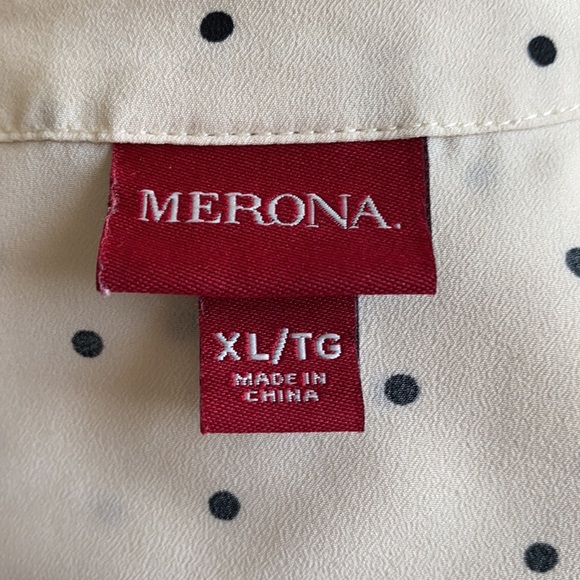 MERONA.
XL/TG
MADE IN
CHINA